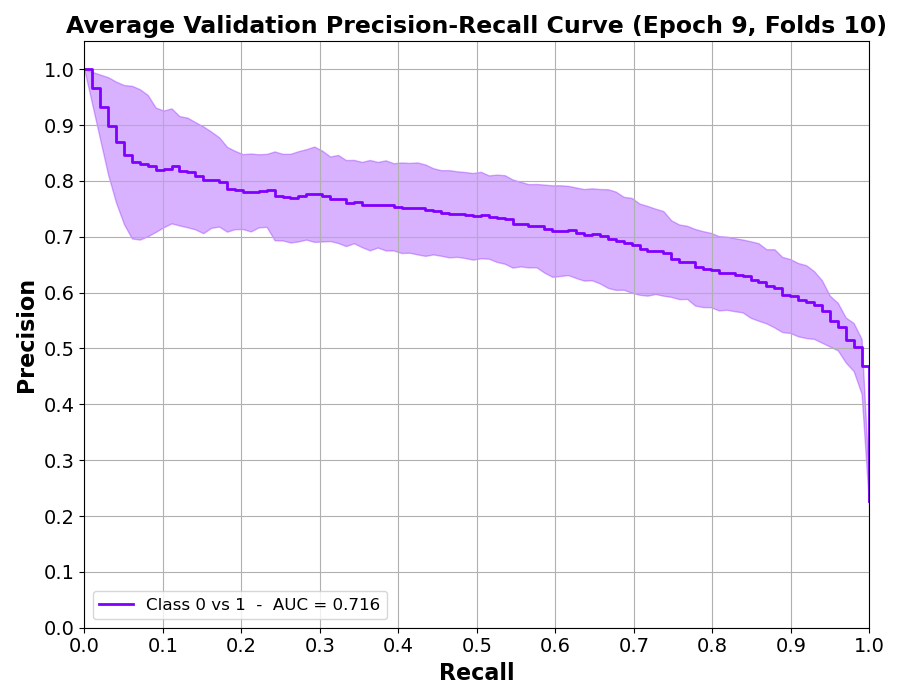 Average Validation Precision-Recall Curve (Epoch 9, Folds 10)
1.0
0.9
0.8
0.7
0.6
0.5
0.4
0.3
0.2
0.1
0.0
Precision
Class 0 vs 1 - AUC = 0.716
0.0 0.1 0.2 0.3 0.4 0.5 0.6 0.7 0.8 0.9 1.0
Recall